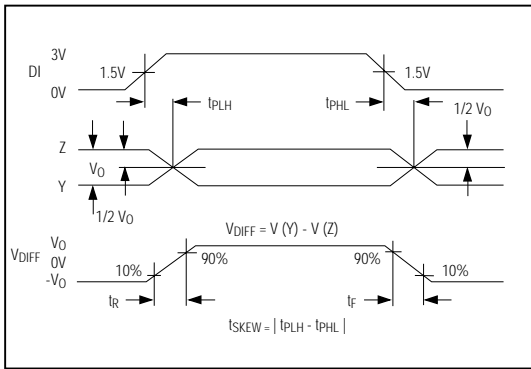 3V
DI
1.5V
1.5V
0V
tPLH
tPHL
1/2 VO
Z
VO
Y
1/2 VO
VDIFF = V (Y) - V (Z)
VDIFF
VO
0V
-VO
10%
90%
90%
10%
tR
tF
tSKEW = | tPLH - tPHL |